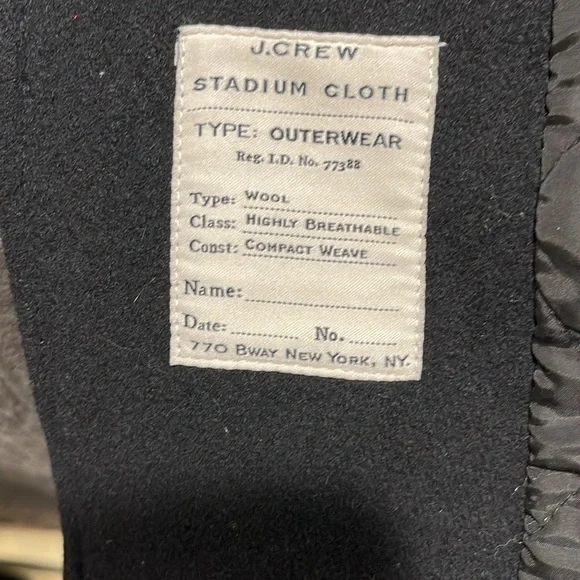 J.CREW
STADIUM CLOTH
TYPE: OUTERWEAR
Reg. I.D. No. 77388
Type: WOOL
Class: HIGHLY BREATHABLE
Const: COMPACT WEAVE
Name:
Date: No.
770 BWAY NEW YORK, NY.